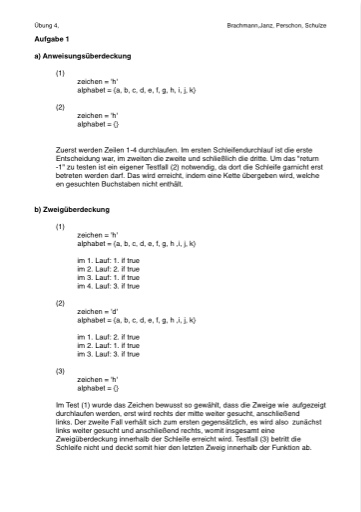 Übung 4,
Brachmann,Janz, Perschon, Schulze
Aufgabe 1
a) Anweisungsüberdeckung
(1)
zeichen = 'h'
alphabet = {a, b, c, d, e, f, g, h, i, j, k}
(2)
zeichen = 'h'
alphabet = {}
Zuerst werden Zeilen 1-4 durchlaufen. Im ersten Schleifendurchlauf ist die erste
Entscheidung war, im zweiten die zweite und schließlich die dritte. Um das "return
-1" zu testen ist ein eigener Testfall (2) notwendig, da dort die Schleife garnicht erst
betreten werden darf. Das wird erreicht, indem eine Kette übergeben wird, welche
en gesuchten Buchstaben nicht enthält.
b) Zweigüberdeckung
(1)
zeichen = 'h'
alphabet = {a, b, c, d, e, f, g, h ,i, j, k}
im 1. Lauf: 1. if true
im 2. Lauf: 2. if true
im 3. Lauf: 1. if true
im 4. Lauf: 3. if true
(2)
zeichen = 'd'
alphabet = {a, b, c, d, e, f, g, h ,i, j, k}
im 1. Lauf: 2. if true
im 2. Lauf: 1. if true
im 3. Lauf: 3. if true
(3)
zeichen = 'h'
alphabet = {}
Im Test (1) wurde das Zeichen bewusst so gewählt, dass die Zweige wie aufgezeigt
durchlaufen werden, erst wird rechts der mitte weiter gesucht, anschließend
links. Der zweite Fall verhält sich zum ersten gegensätzlich, es wird also zunächst
links weiter gesucht und anschließend rechts, womit insgesamt eine
Zweigüberdeckung innerhalb der Schleife erreicht wird. Testfall (3) betritt die
Schleife nicht und deckt somit hier den letzten Zweig innerhalb der Funktion ab.